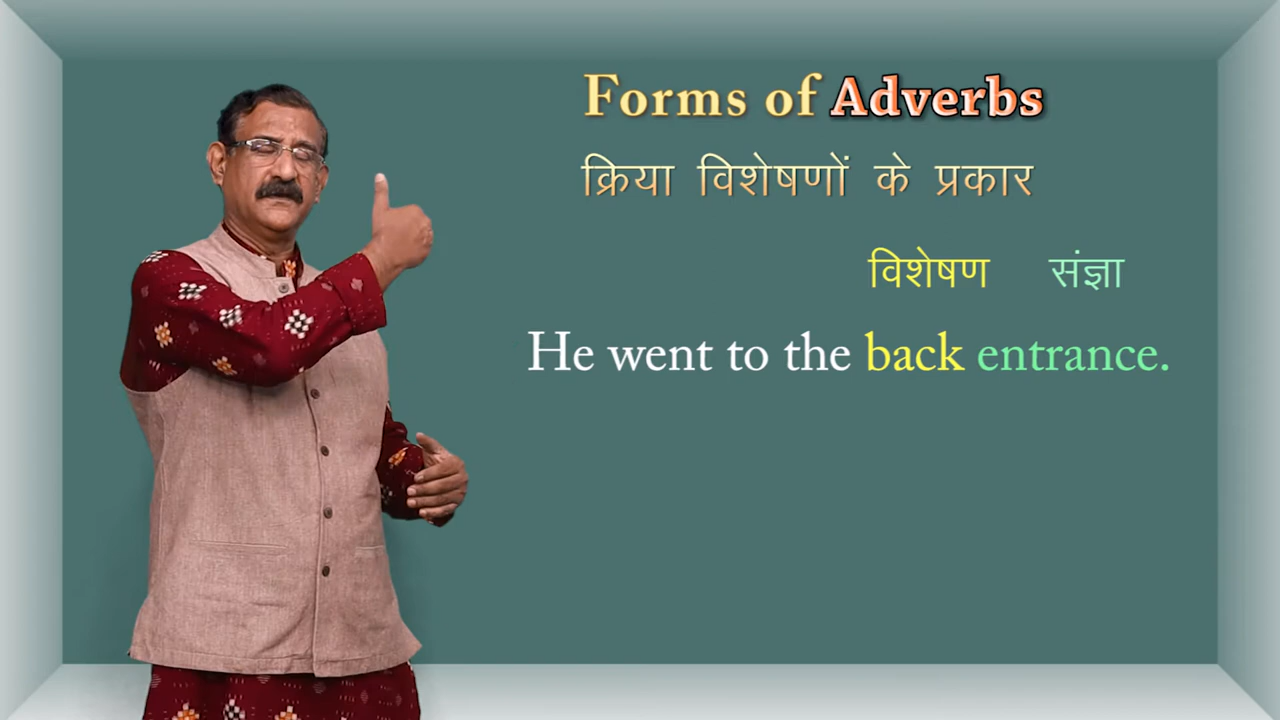 Forms of Adverbs
क्रिया विशेषणों के प्रकार
विशेषण संज्ञा
He went to the back entrance.